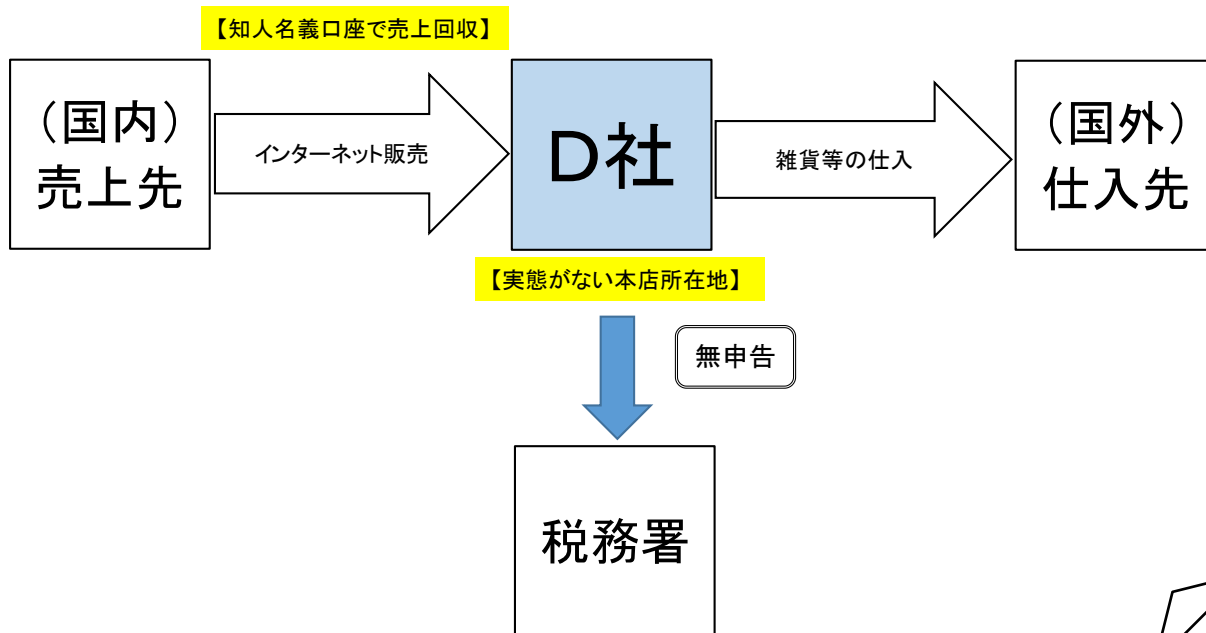 【知人名義口座で売上回収】
（国内）
売上先
インターネット販売
D社
雑貨等の仕入
（国外）
仕入先
【実態がない本店所在地】
無申告
税務署